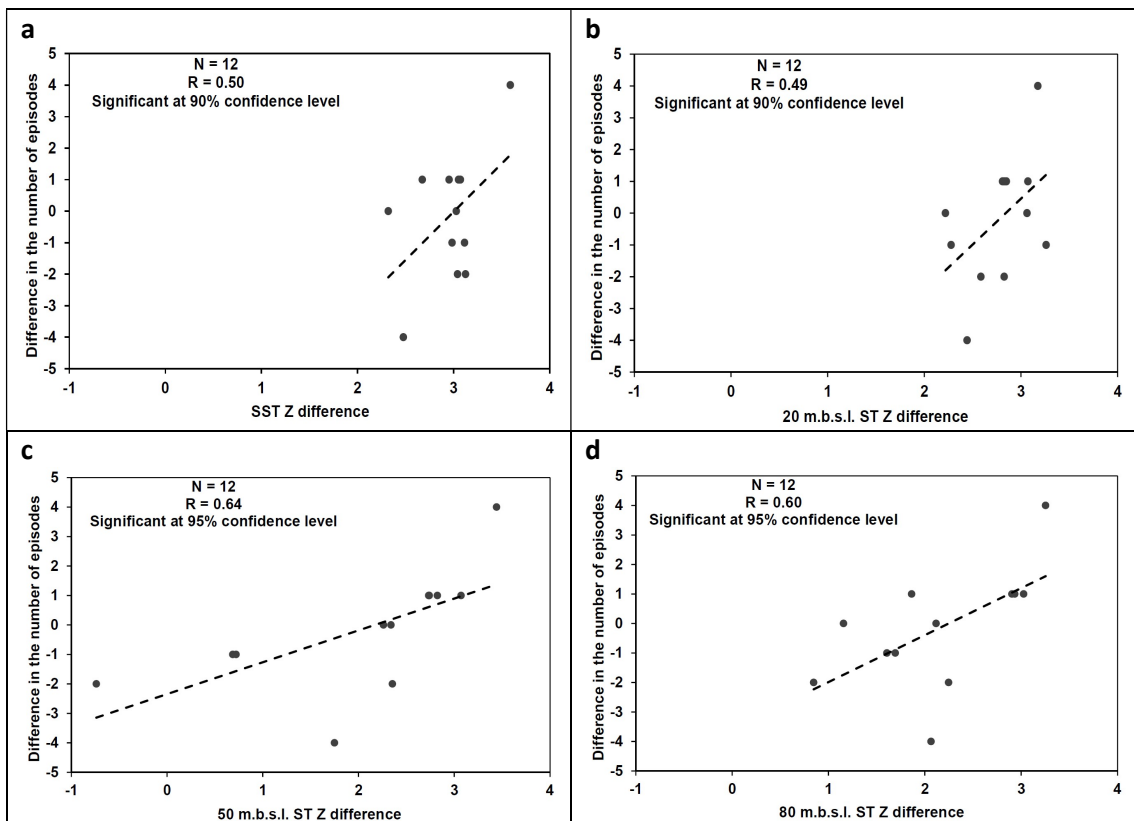 a
N = 12
R = 0.50
Significant at 90% confidence level
Difference in the number of episodes
5
4
3
2
1
0
-1
-2
-3
-4
-5
-1 0 1 2 3 4
SST Z difference
b
N = 12
R = 0.49
Significant at 90% confidence level
Difference in the number of episodes
5
4
3
2
1
0
-1
-2
-3
-4
-5
-1 0 1 2 3 4
20 m.b.s.l. ST Z difference
c
N = 12
R = 0.64
Significant at 95% confidence level
Difference in the number of episodes
5
4
3
2
1
0
-1
-2
-3
-4
-5
-1 0 1 2 3 4
50 m.b.s.l. ST Z difference
d
N = 12
R = 0.60
Significant at 95% confidence level
Difference in the number of episodes
5
4
3
2
1
0
-1
-2
-3
-4
-5
-1 0 1 2 3 4
80 m.b.s.l. ST Z difference